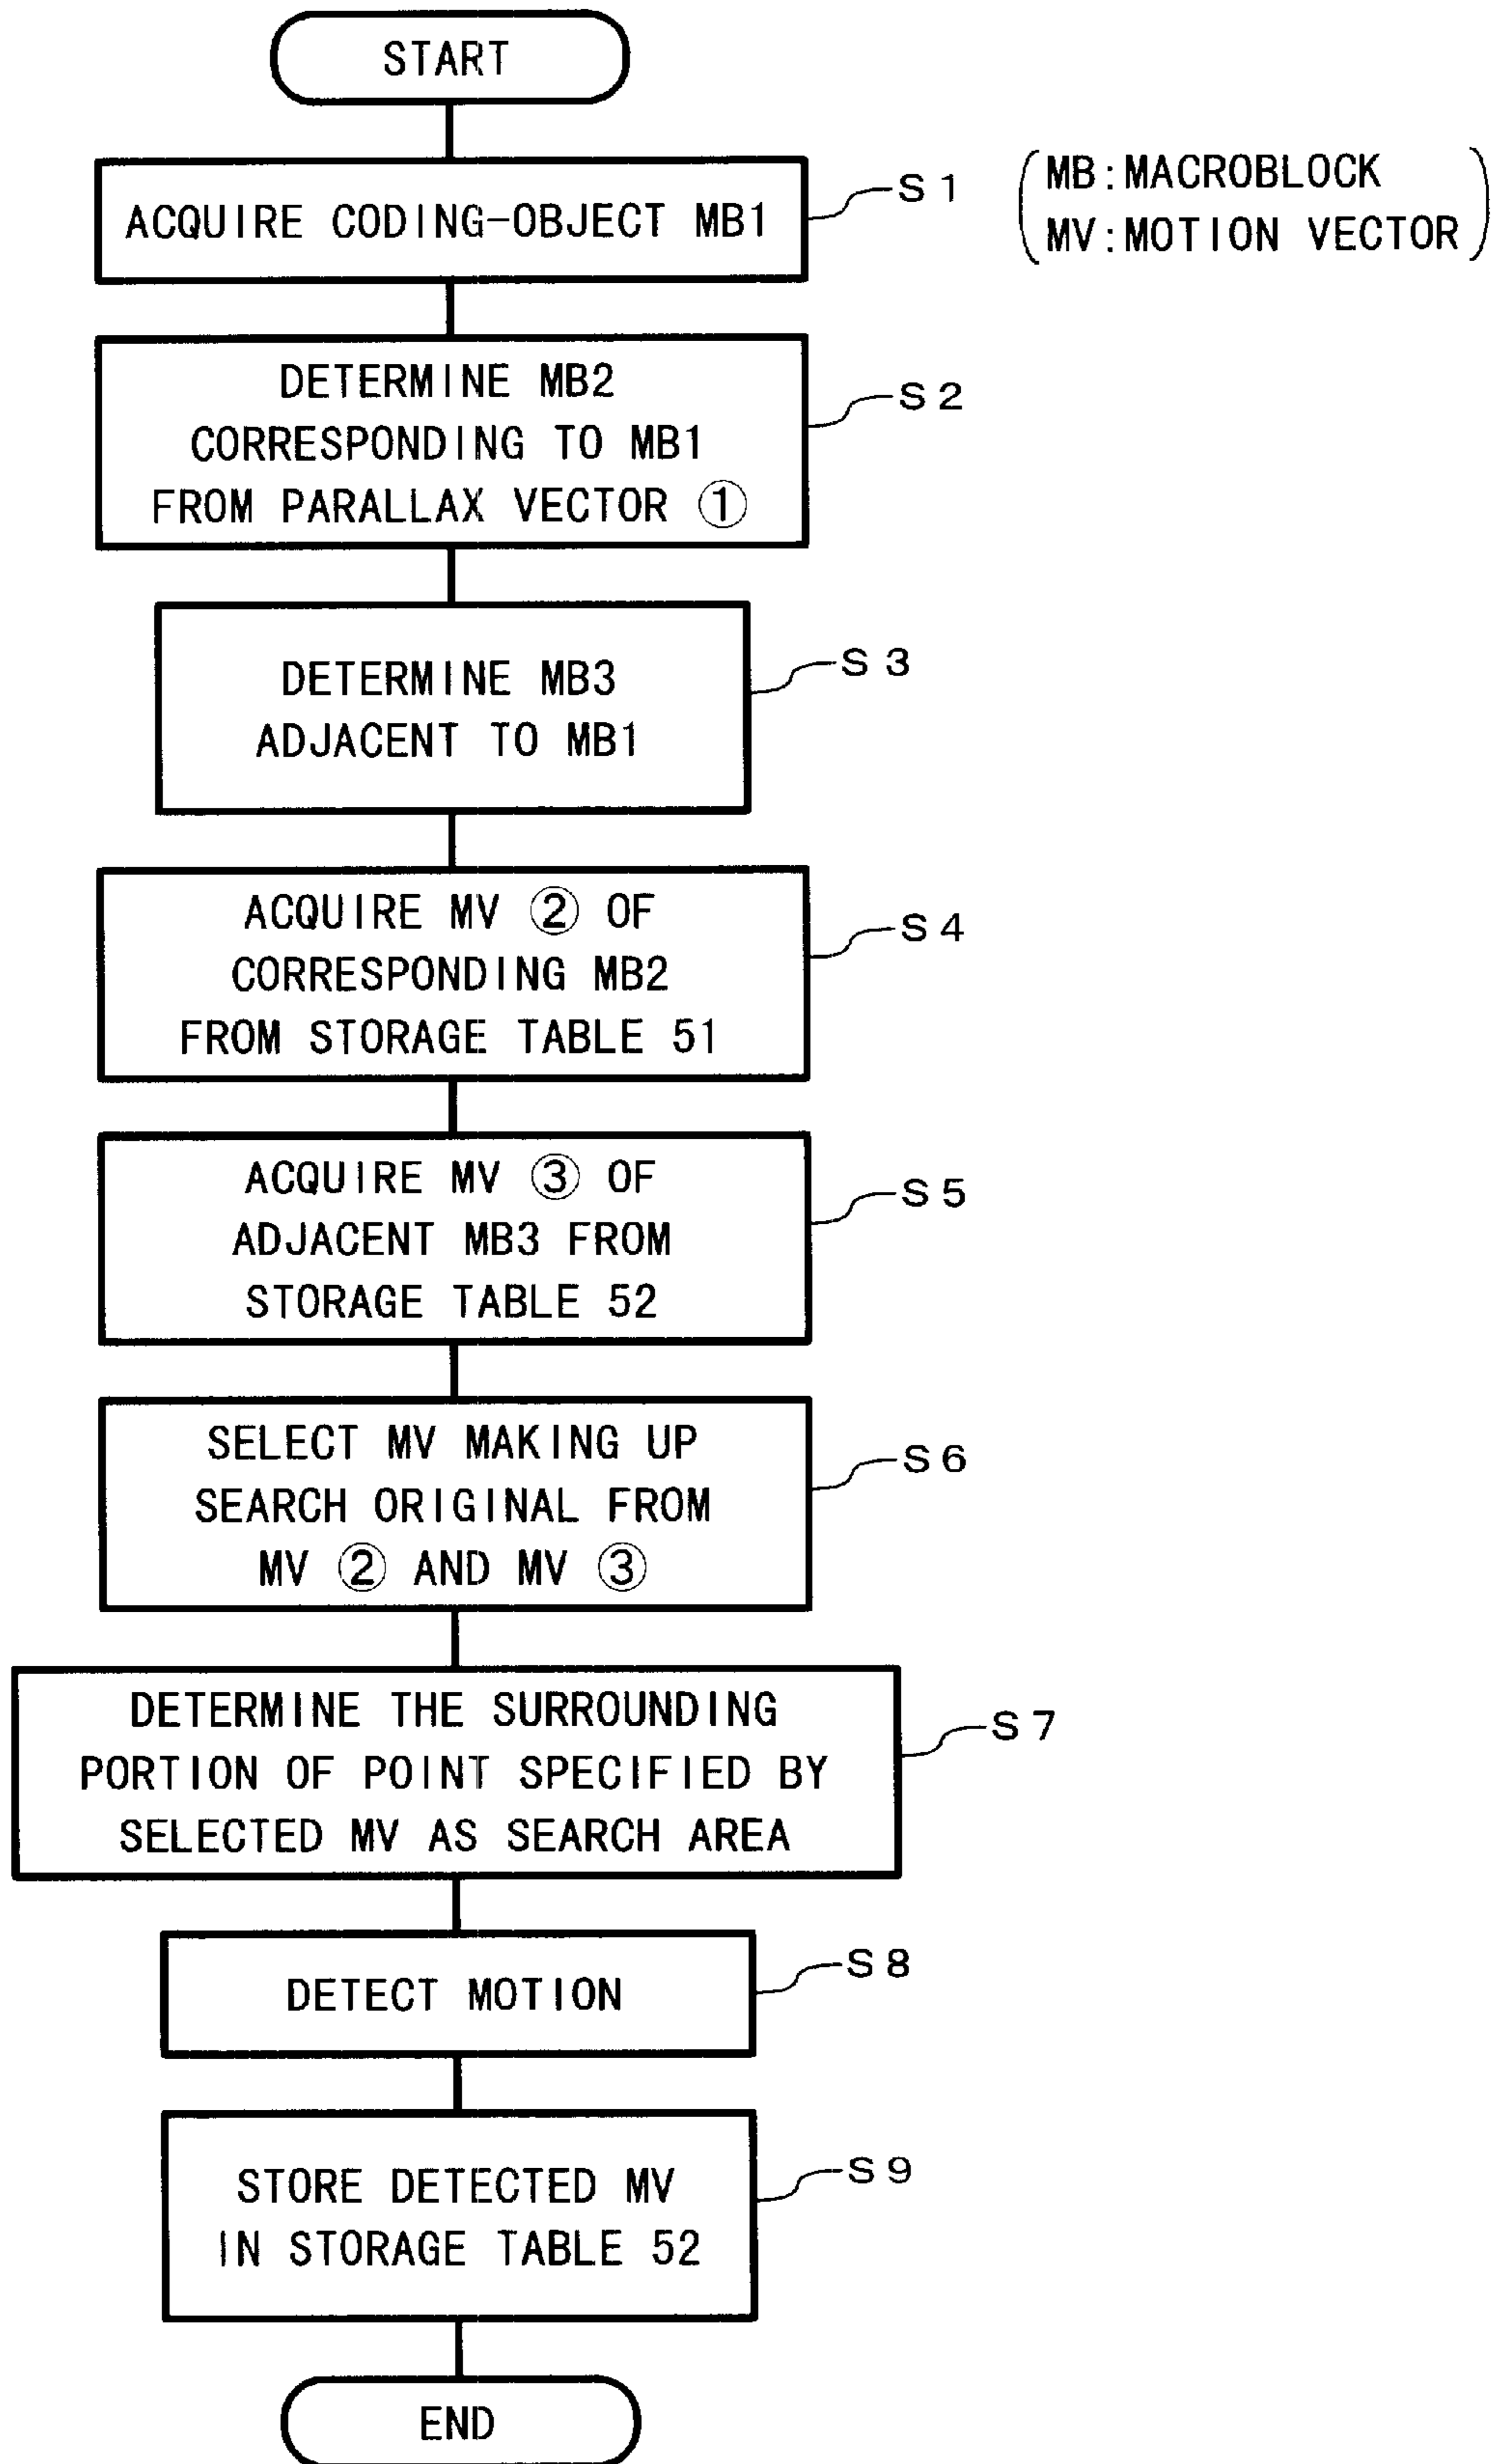 START
ACQUIRE CODING-OBJECT MB1
S1
MB:MACROBLOCK
MV:MOTION VECTOR
DETERMINE MB2
CORRESPONDING TO MB1
FROM PARALLAX VECTOR ①
S2
DETERMINE MB3
ADJACENT TO MB1
S3
ACQUIRE MV ② OF
CORRESPONDING MB2
FROM STORAGE TABLE 51
S4
ACQUIRE MV ③ OF
ADJACENT MB3 FROM
STORAGE TABLE 52
S5
SELECT MV MAKING UP
SEARCH ORIGINAL FROM
MV ② AND MV ③
S6
DETERMINE THE SURROUNDING
PORTION OF POINT SPECIFIED BY
SELECTED MV AS SEARCH AREA
S7
DETECT MOTION
S8
STORE DETECTED MV
IN STORAGE TABLE 52
S9
END